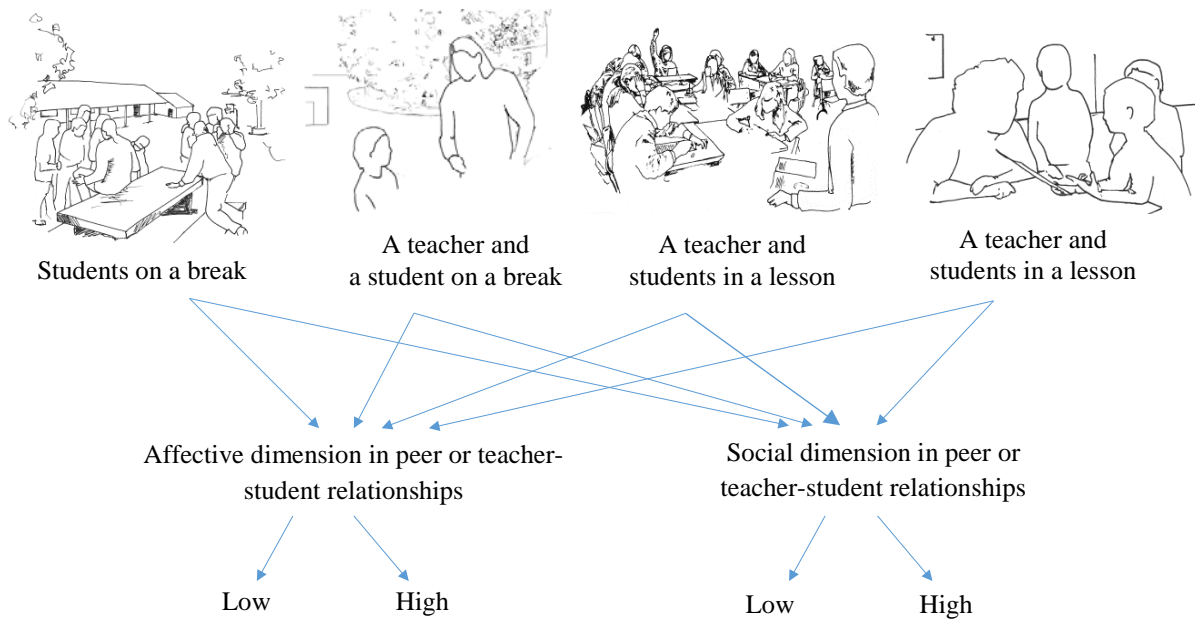 Students on a break
A teacher and
a student on a break
A teacher and
students in a lesson
A teacher and
students in a lesson
Affective dimension in peer or teacher-
student relationships
Social dimension in peer or
teacher-student relationships
Low
High
Low
High